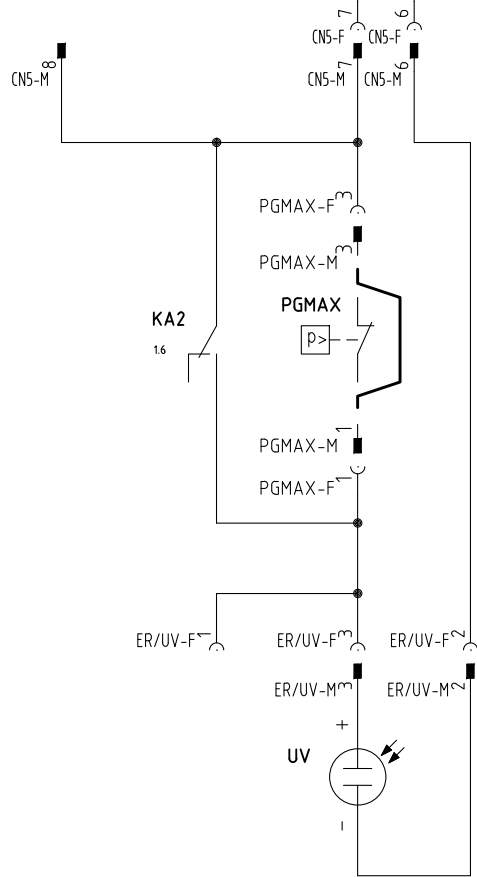 7
6
CN5-F
CN5-F
8
7
6
CN5-M
CN5-M
CN5-M
PGMAX-F
3
PGMAX-M
3
PGMAX
KA2
1.6
p>
PGMAX-M
1
PGMAX-F
1
ER/UV-F
1
ER/UV-F
3
ER/UV-F
2
ER/UV-M
3
ER/UV-M
2
+
UV
-